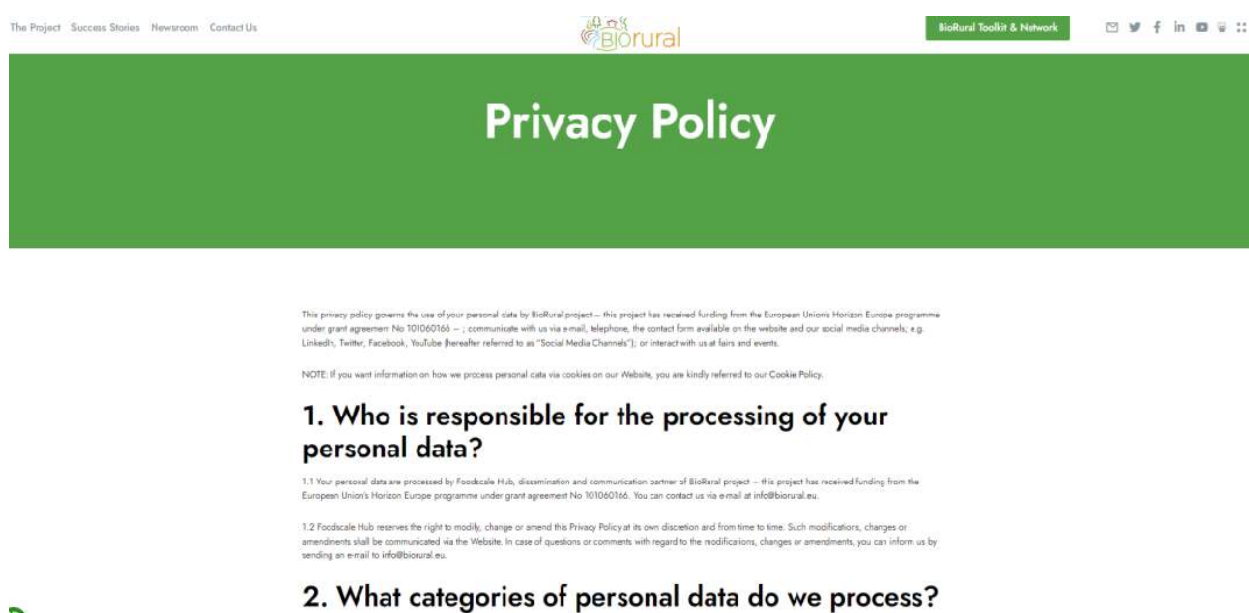 The Project Success Stories Newsroom Contact Us
BIOrural
BioRural Toolkit & Network
Privacy Policy
This privacy policy governs the use of your personal data by BioRural project – this project has received funding from the European Union's Horizon Europe programme
under grant agreement No 101060166 – ; communicate with us via e-mail, telephone, the contact form available on the website and our social media channels; e.g.
LinkedIn, Twitter, Facebook, YouTube (hereafter referred to as "Social Media Channels"); or interact with us at fairs and events.
NOTE: If you want information on how we process personal data via cookies on our Website, you are kindly referred to our Cookie Policy.
1. Who is responsible for the processing of your
personal data?
1.1 Your personal data are processed by Foodscale Hub, dissemination and communication partner of BioRural project – this project has received funding from the
European Union's Horizon Europe programme under grant agreement No 101060166. You can contact us via e-mail at info@biorural.eu.
1.2 Foodscale Hub reserves the right to modify, change or amend this Privacy Policy at its own discretion and from time to time. Such modifications, changes or
amendments shall be communicated via the Website. In case of questions or comments with regard to the modifications, changes or amendments, you can inform us by
sending an e-mail to info@biorural.eu.
2. What categories of personal data do we process?